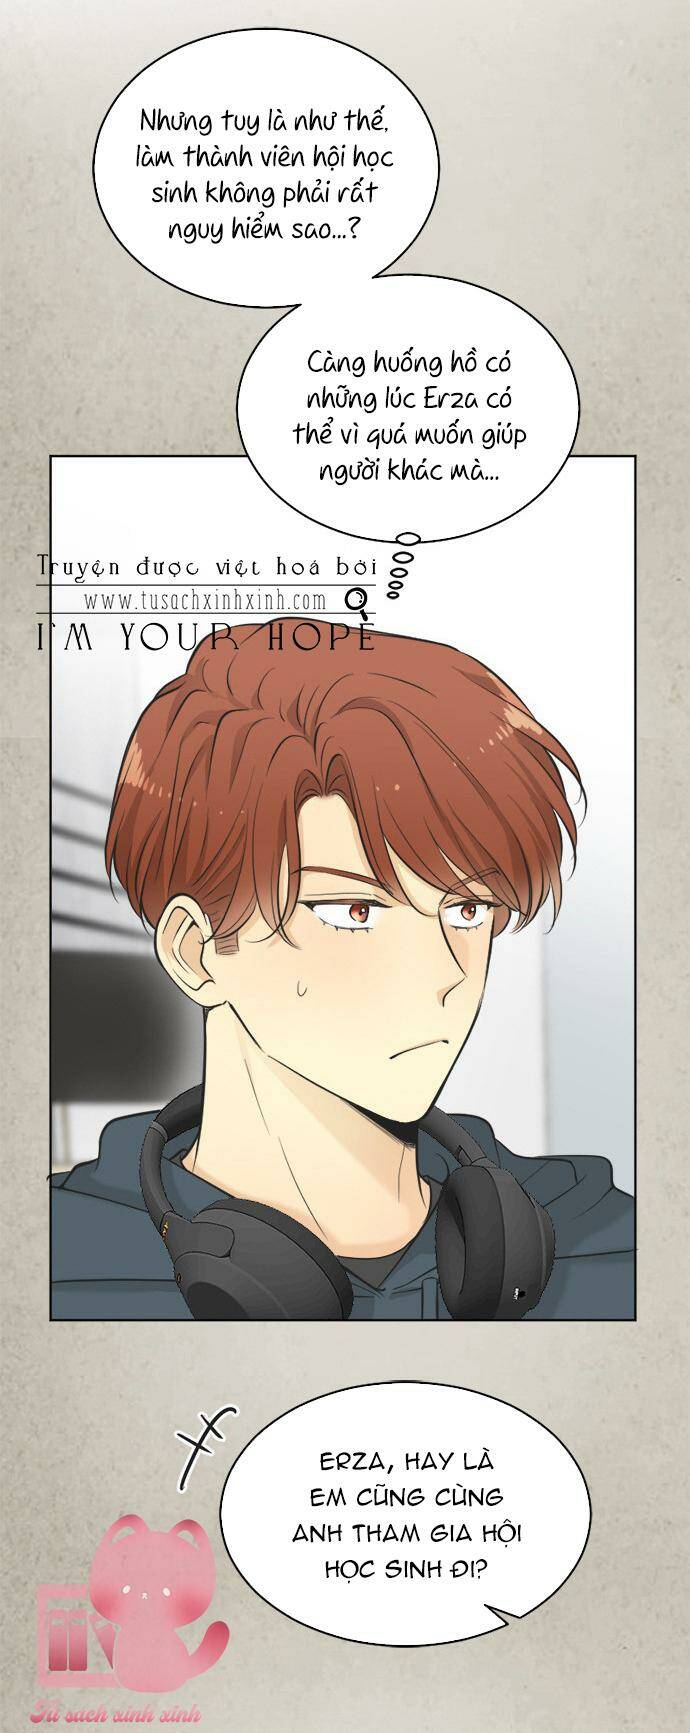 Nhưng tuy là như thế,
làm thành viên hội học
sinh không phải rất
nguy hiểm sao...?
Càng huống hồ có
những lúc Erza có
thể vì quá muốn giúp
người khác mà...
Truyện được việt hoá bởi
www.tusachxinhxinh.com
I'M YOUR HOPE
ERZA, HAY LÀ
EM CŨNG CÙNG
ANH THAM GIA HỘI
HỌC SINH ĐI?
Tủ sách xinh xinh